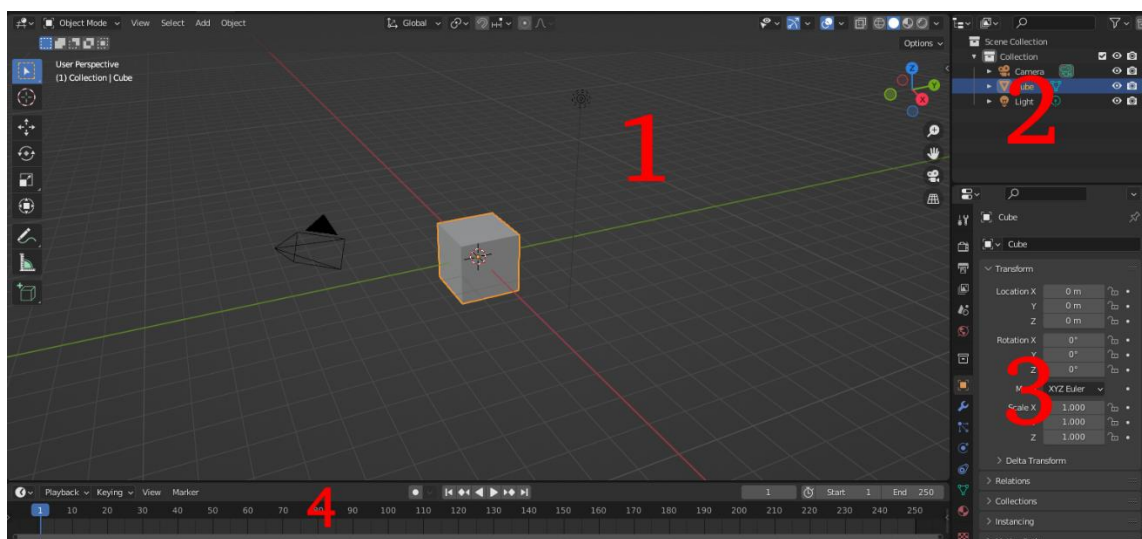 Object Mode View Select Add Object Global
Options
User Perspective
(1) Collection | Cube
Z
Y
X
1
Scene Collection
Collection
Camera
Cube
Light
2
Cube
Cube
Transform
Location X 0 m
Y 0 m
Z 0 m
Rotation X 0°
Y 0°
Z 0°
XYZ Euler
Scale X 1.000
1.000
Z 1.000
3
Delta Transform
Relations
Collections
Instancing
Playback Keying View Marker 1 Start 1 End 250
1 10 20 30 40 50 60 70 80 90 100 110 120 130 140 150 160 170 180 190 200 210 220 230 240 250
4